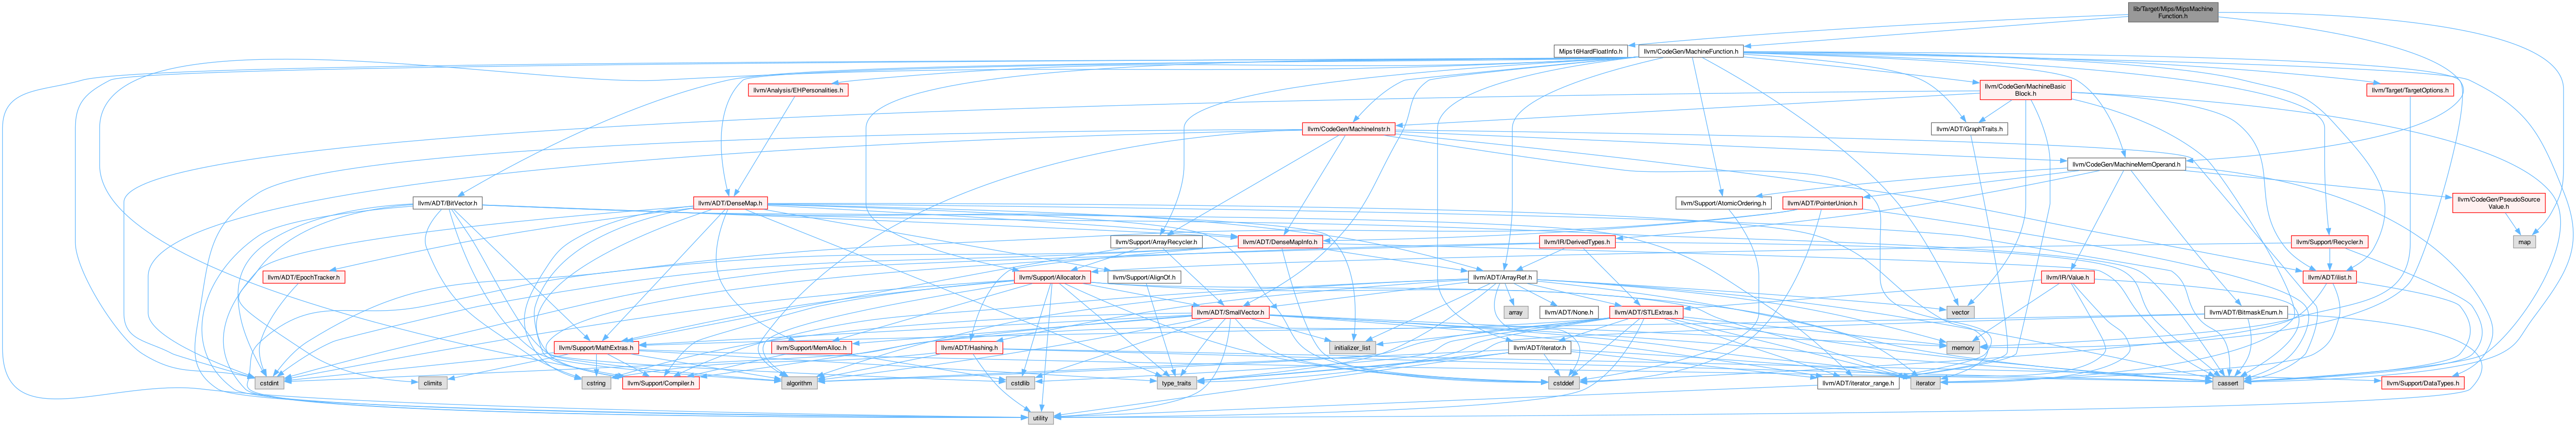 lib/Target/Mips/MipsMachine
Function.h
Mips16HardFloatInfo.h
llvm/CodeGen/MachineFunction.h
llvm/Analysis/EHPersonalities.h
llvm/CodeGen/MachineBasic
Block.h
llvm/Target/TargetOptions.h
llvm/CodeGen/MachineInstr.h
llvm/ADT/GraphTraits.h
llvm/CodeGen/MachineMemOperand.h
llvm/ADT/BitVector.h
llvm/ADT/DenseMap.h
llvm/Support/AtomicOrdering.h
llvm/ADT/PointerUnion.h
llvm/CodeGen/PseudoSource
Value.h
llvm/Support/ArrayRecycler.h
llvm/ADT/DenseMapInfo.h
llvm/IR/DerivedTypes.h
llvm/Support/Recycler.h
map
llvm/ADT/EpochTracker.h
llvm/Support/Allocator.h
llvm/Support/AlignOf.h
llvm/ADT/ArrayRef.h
llvm/IR/Value.h
llvm/ADT/ilist.h
llvm/ADT/SmallVector.h
array
llvm/ADT/None.h
llvm/ADT/STLExtras.h
vector
llvm/ADT/BitmaskEnum.h
llvm/Support/MathExtras.h
llvm/Support/MemAlloc.h
llvm/ADT/Hashing.h
initializer_list
llvm/ADT/iterator.h
memory
cstdint
climits
cstring
llvm/Support/Compiler.h
algorithm
cstdlib
type_traits
cstddef
llvm/ADT/iterator_range.h
iterator
cassert
llvm/Support/DataTypes.h
utility